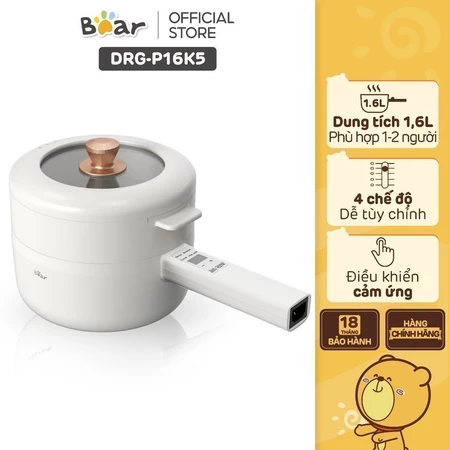 Bear OFFICIAL STORE
DRG-P16K5
1.6L
Dung tích 1,6L
Phù hợp 1-2 người
4 chế độ
Dễ tùy chỉnh
Điều khiển
cảm ứng
18
THÁNG
BẢO HÀNH
HÀNG
CHÍNH HÃNG
Bear